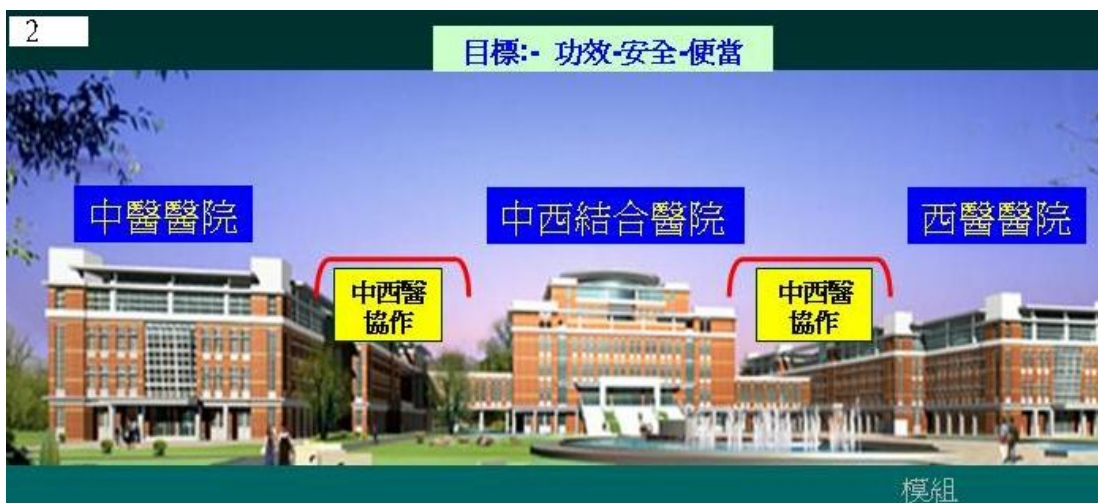 2
目標:- 功效-安全-便當
中醫醫院
中西結合醫院
西醫醫院
中西醫
協作
中西醫
協作
模組